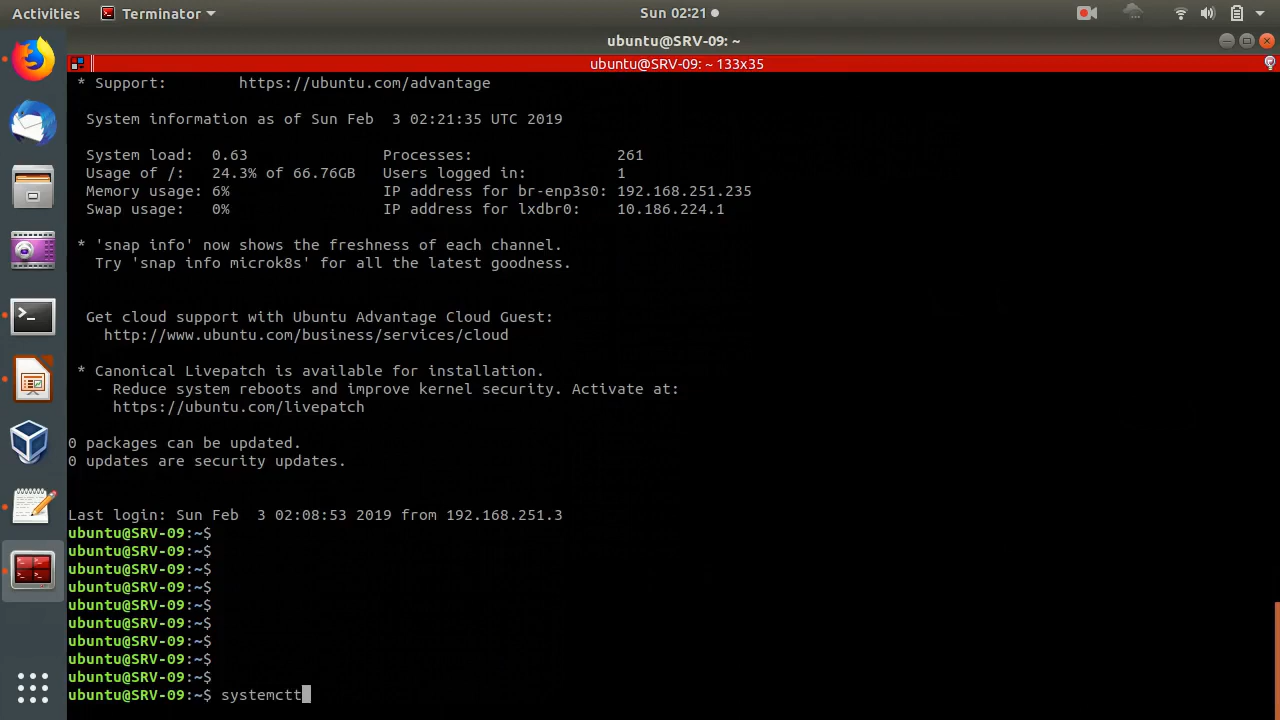 Activities Terminator Sun 02:21
ubuntu@SRV-09: ~
ubuntu@SRV-09: ~ 133x35
* Support: https://ubuntu.com/advantage
System information as of Sun Feb  3 02:21:35 UTC 2019
System load: 0.63 Processes: 261
Usage of /: 24.3% of 66.76GB Users logged in: 1
Memory usage: 6% IP address for br-enp3s0: 192.168.251.235
Swap usage: 0% IP address for lxdbr0: 10.186.224.1
* 'snap info' now shows the freshness of each channel.
Try 'snap info microk8s' for all the latest goodness.
Get cloud support with Ubuntu Advantage Cloud Guest:
http://www.ubuntu.com/business/services/cloud
* Canonical Livepatch is available for installation.
- Reduce system reboots and improve kernel security. Activate at:
https://ubuntu.com/livepatch
0 packages can be updated.
0 updates are security updates.
Last login: Sun Feb  3 02:08:53 2019 from 192.168.251.3
ubuntu@SRV-09:~$
ubuntu@SRV-09:~$
ubuntu@SRV-09:~$
ubuntu@SRV-09:~$
ubuntu@SRV-09:~$
ubuntu@SRV-09:~$
ubuntu@SRV-09:~$
ubuntu@SRV-09:~$
ubuntu@SRV-09:~$
ubuntu@SRV-09:~$ systemctt